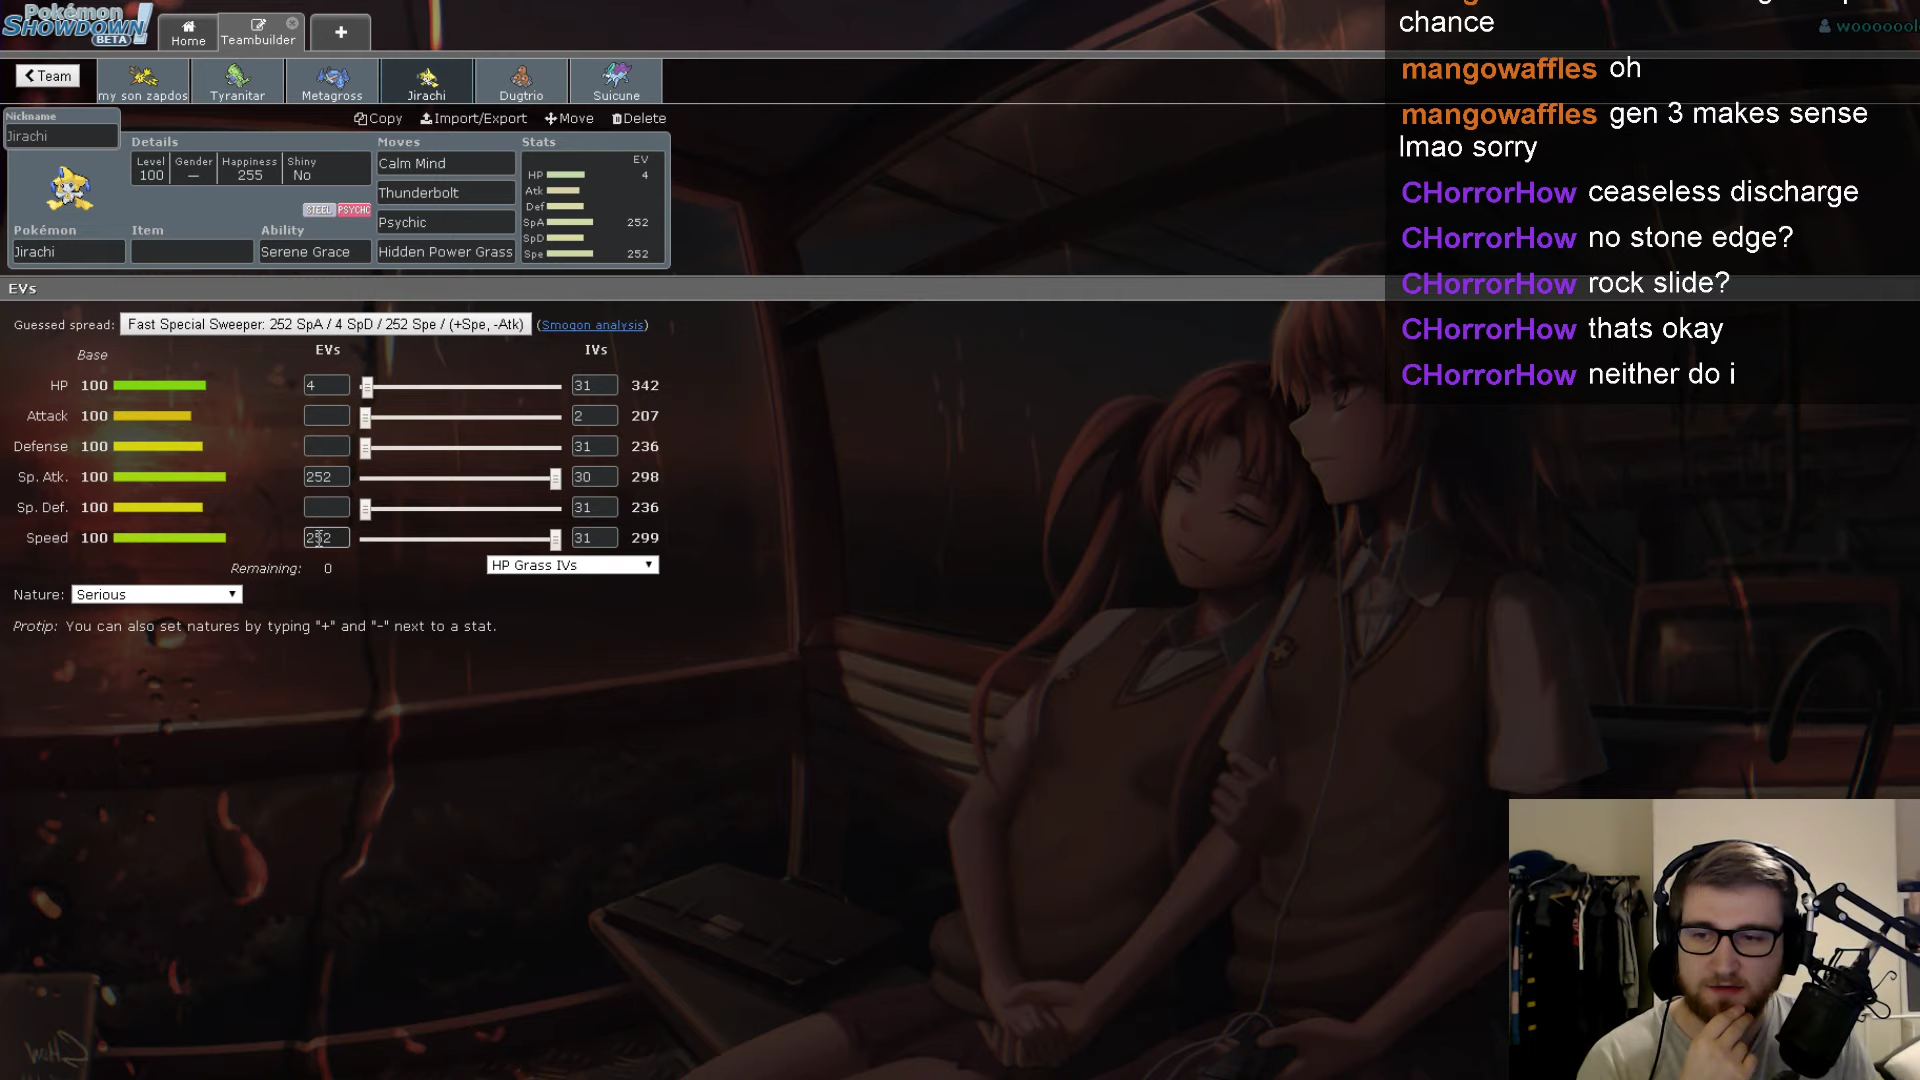 Pokémon
SHOWDOWN!
BETA
Home
Teambuilder
+
Team
my son zapdos
Tyranitar
Metagross
Jirachi
Dugtrio
Suicune
Copy
Import/Export
Move
Delete
Nickname
Jirachi
Details
Level
100
Gender
—
Happiness
255
Shiny
No
STEEL PSYCHC
Pokémon
Jirachi
Item
Ability
Serene Grace
Moves
Calm Mind
Thunderbolt
Psychic
Hidden Power Grass
Stats
EV
HP 4
Atk
Def
SpA 252
SpD
Spe 252
EVs
Guessed spread: Fast Special Sweeper: 252 SpA / 4 SpD / 252 Spe / (+Spe, -Atk) (Smogon analysis)
Base EVs IVs
HP 100 4 31 342
Attack 100 2 207
Defense 100 31 236
Sp. Atk. 100 252 30 298
Sp. Def. 100 31 236
Speed 100 252 31 299
Remaining: 0
HP Grass IVs
Nature: Serious
Protip: You can also set natures by typing "+" and "-" next to a stat.
chance
mangowaffles oh
mangowaffles gen 3 makes sense
lmao sorry
CHorrorHow ceaseless discharge
CHorrorHow no stone edge?
CHorrorHow rock slide?
CHorrorHow thats okay
CHorrorHow neither do i